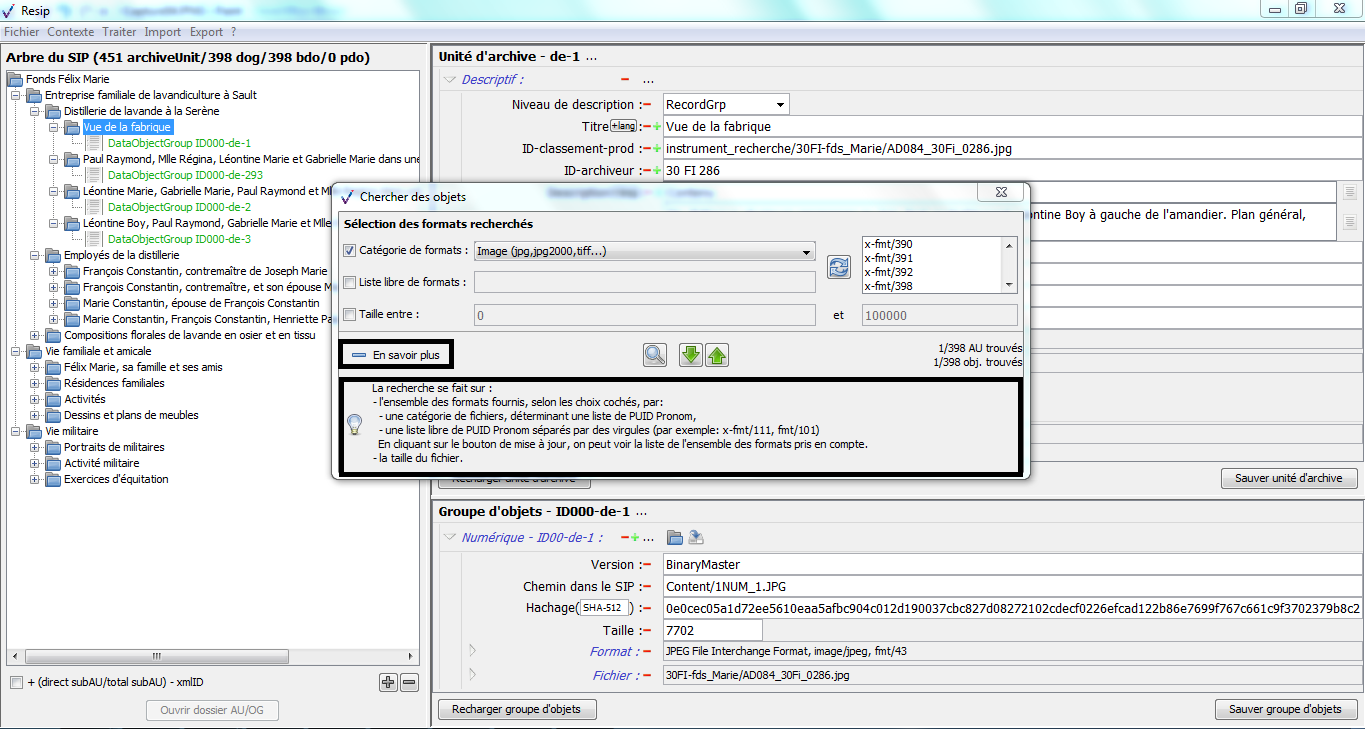 Resip
Fichier Contexte Traiter Import Export ?
Arbre du SIP (451 archiveUnit/398 dog/398 bdo/0 pdo)
Fonds Félix Marie
Entreprise familiale de lavandiculture à Sault
Distillerie de lavande à la Serène
Vue de la fabrique
DataObjectGroup ID000-de-1
Paul Raymond, Mlle Régina, Léontine Marie et Gabrielle Marie dans une
DataObjectGroup ID000-de-293
Léontine Marie, Gabrielle Marie, Paul Raymond et Mlle
DataObjectGroup ID000-de-2
Léontine Boy, Paul Raymond, Gabrielle Marie et Mlle
DataObjectGroup ID000-de-3
Employés de la distillerie
François Constantin, contremaître de Joseph Marie
François Constantin, contremaître, et son épouse M
Marie Constantin, épouse de François Constantin
Marie Constantin, François Constantin, Henriette Pa
Compositions florales de lavande en osier et en tissu
Vie familiale et amicale
Félix Marie, sa famille et ses amis
Résidences familiales
Activités
Dessins et plans de meubles
Vie militaire
Portraits de militaires
Activité militaire
Exercices d'équitation
+ (direct subAU/total subAU) - xmlID
Ouvrir dossier AU/OG
Unité d'archive - de-1 ...
Descriptif : ...
Niveau de description : RecordGrp
Titre +lang : Vue de la fabrique
ID-classement-prod : instrument_recherche/30FI-fds_Marie/AD084_30Fi_0286.jpg
ID-archiveur : 30 FI 286
ntine Boy à gauche de l'amandier. Plan général,
Chercher des objets
Sélection des formats recherchés
Catégorie de formats : Image (jpg,jpg2000,tiff...)
x-fmt/390
x-fmt/391
x-fmt/392
x-fmt/398
Liste libre de formats :
Taille entre : 0 et 100000
En savoir plus
1/398 AU trouvés
1/398 obj. trouvés
La recherche se fait sur :
- l'ensemble des formats fournis, selon les choix cochés, par:
- une catégorie de fichiers, déterminant une liste de PUID Pronom,
- une liste libre de PUID Pronom séparés par des virgules (par exemple: x-fmt/111, fmt/101)
En cliquant sur le bouton de mise à jour, on peut voir la liste de l'ensemble des formats pris en compte.
- la taille du fichier.
Recharger unité d'archive
Sauver unité d'archive
Groupe d'objets - ID000-de-1 ...
Numérique - ID00-de-1 : ...
Version : BinaryMaster
Chemin dans le SIP : Content/1NUM_1.JPG
Hachage( SHA-512 ) : 0e0cec05a1d72ee5610eaa5afbc904c012d190037cbc827d08272102cdecf0226efcad122b86e7699f767c661c9f3702379b8c2
Taille : 7702
Format : JPEG File Interchange Format, image/jpeg, fmt/43
Fichier : 30FI-fds_Marie/AD084_30Fi_0286.jpg
Recharger groupe d'objets
Sauver groupe d'objets